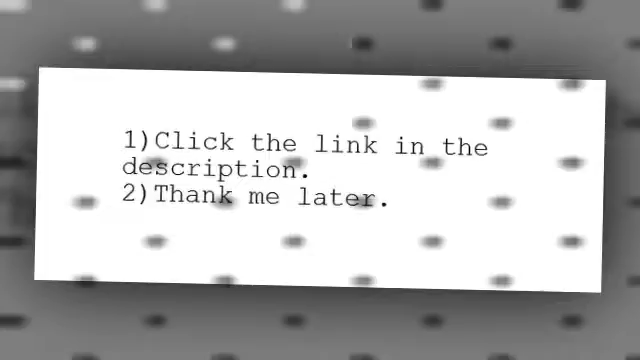 1)Click the link in the
description.
2)Thank me later.